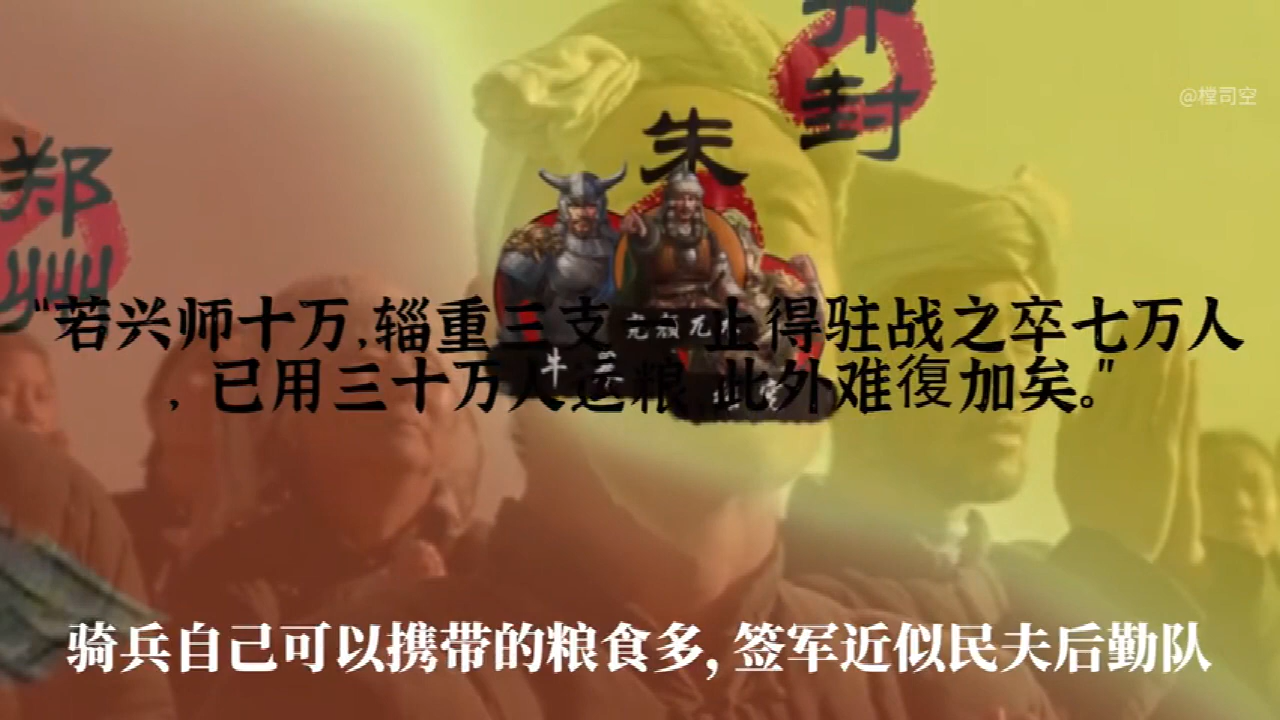 开封
@樘司空
朱
郑州
“若兴师十万,辎重三支一 止得驻战之卒七万人
, 已用三十万人运粮 此外难復加矣。”
骑兵自己可以携带的粮食多, 签军近似民夫后勤队